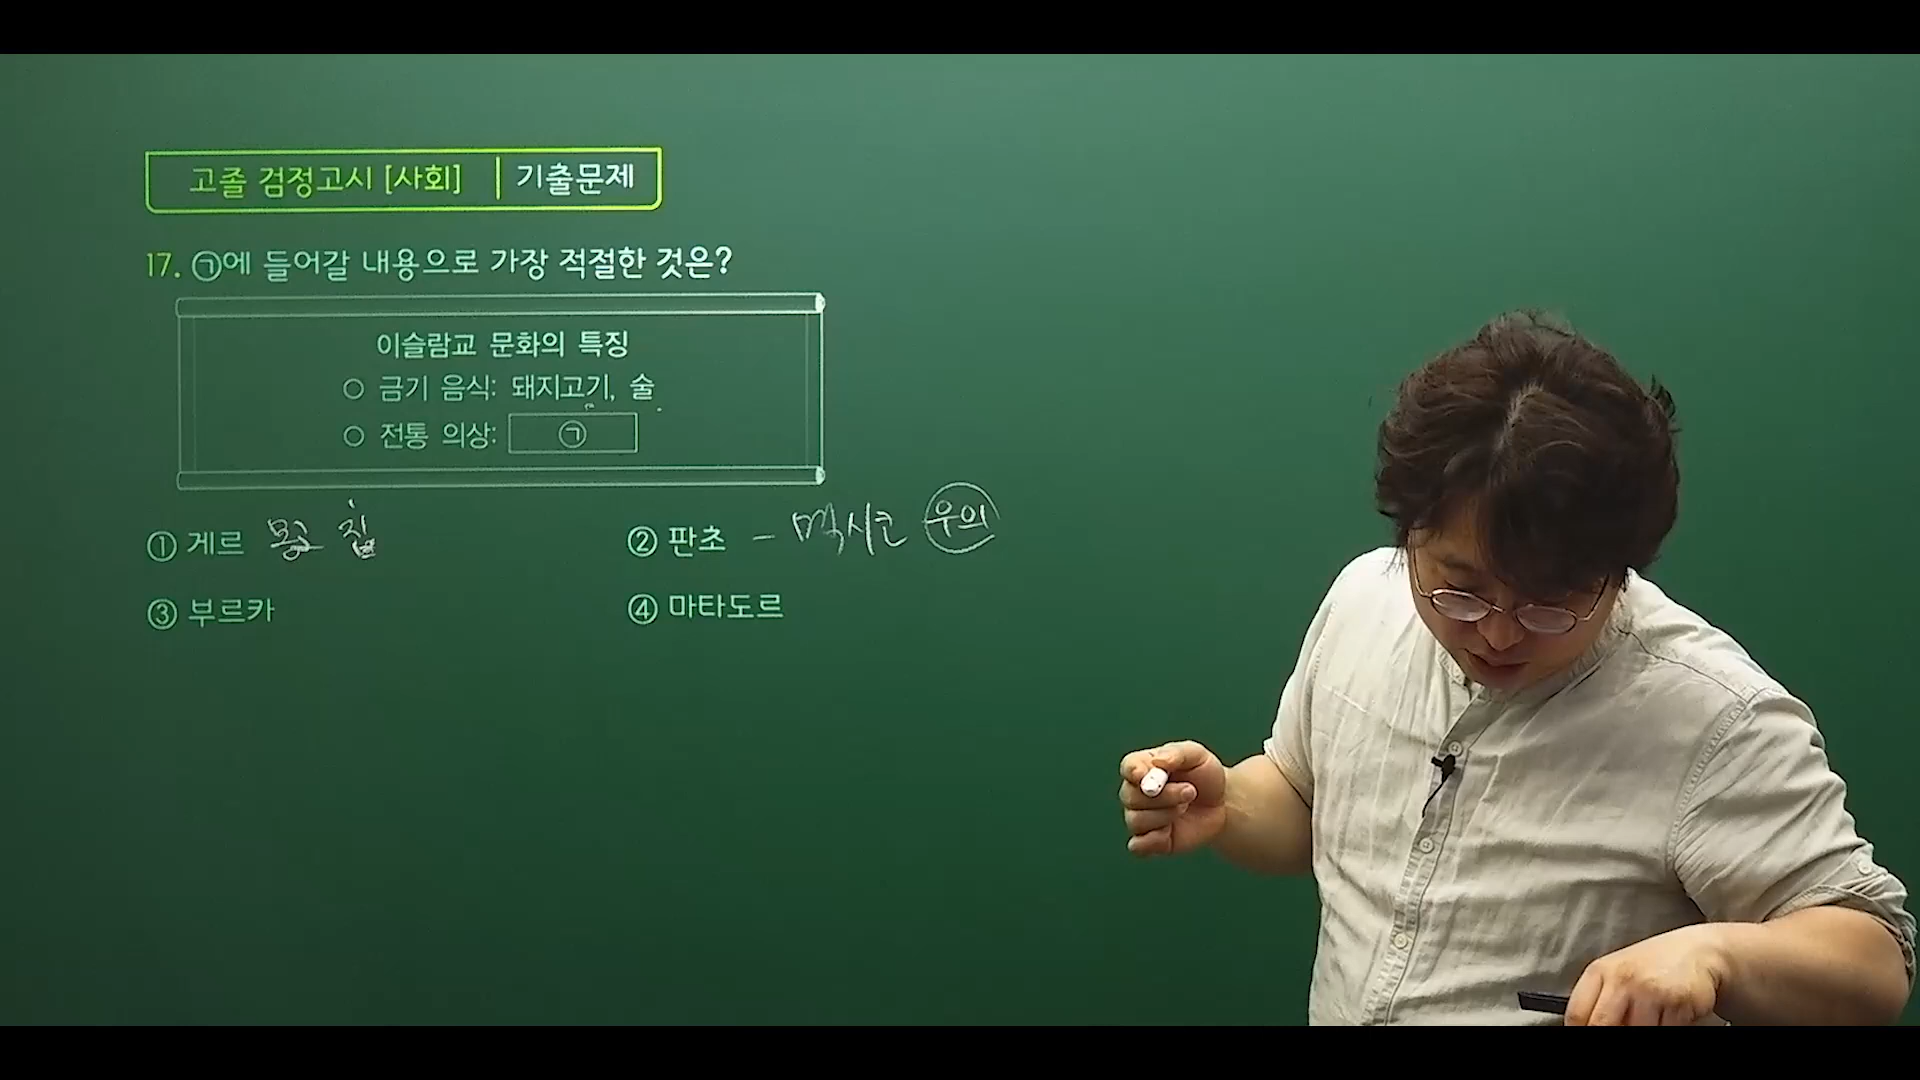 고졸 검정고시 [사회] 기출문제
17. ㉠에 들어갈 내용으로 가장 적절한 것은?
이슬람교 문화의 특징
○ 금기 음식: 돼지고기, 술
○ 전통 의상: ㉠
① 게르 몽고 집
② 판초 - 멕시코 우의
③ 부르카
④ 마타도르